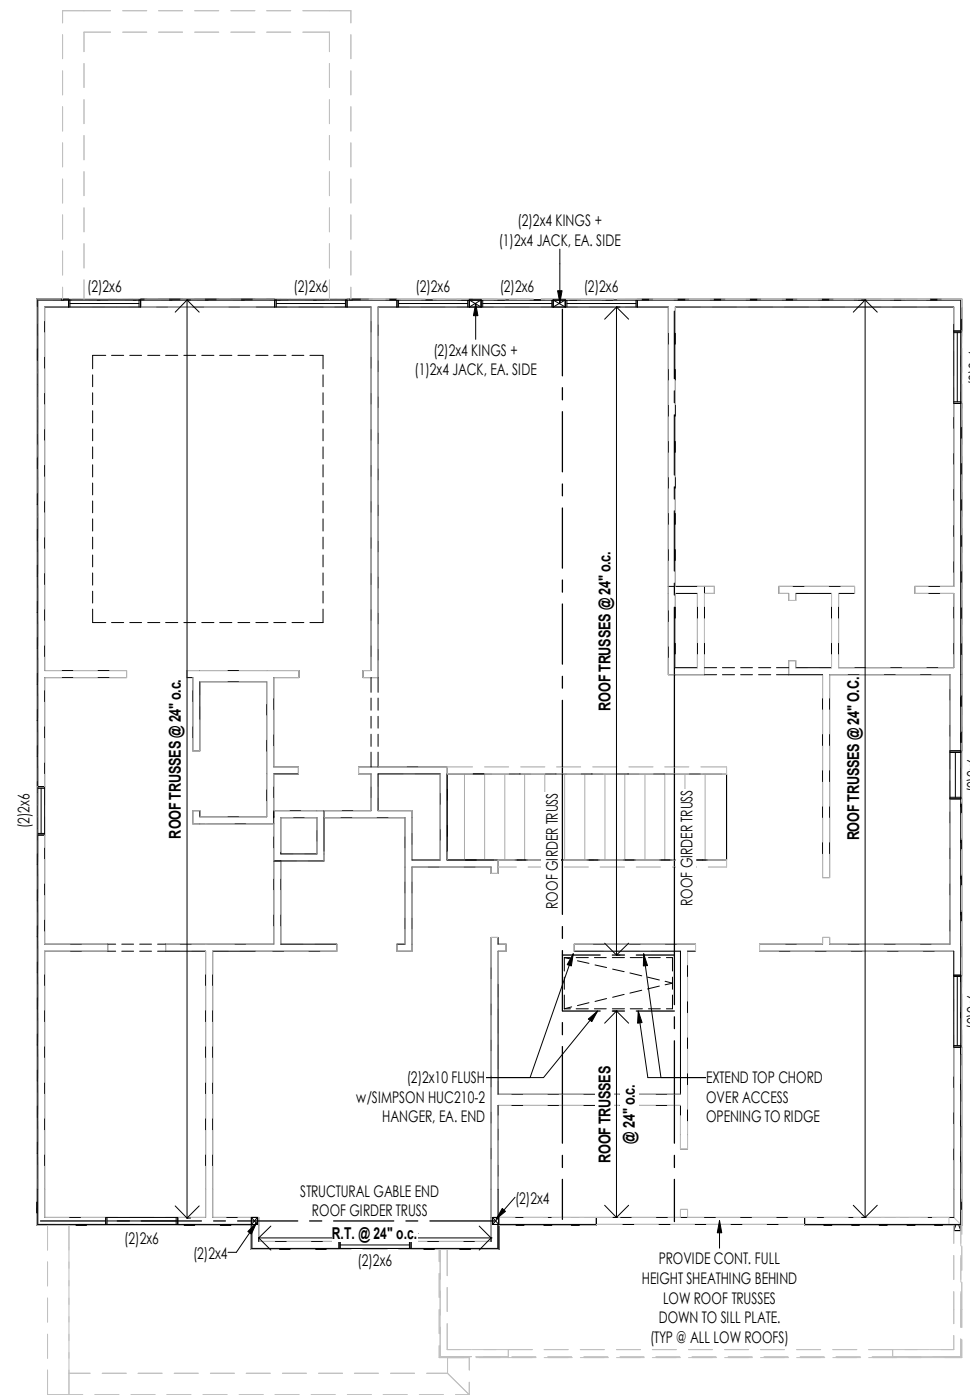 (2)2x4 KINGS +
(1)2x4 JACK, EA. SIDE
(2)2x6
(2)2x6
(2)2x6
(2)2x6
(2)2x6
(2)2x4 KINGS +
(1)2x4 JACK, EA. SIDE
ROOF TRUSSES @ 24" o.c.
ROOF TRUSSES @ 24" o.c.
ROOF TRUSSES @ 24" O.C.
(2)2x6
ROOF GIRDER TRUSS
ROOF GIRDER TRUSS
(2)2x10 FLUSH
w/SIMPSON HUC210-2
HANGER, EA. END
ROOF TRUSSES
@ 24" o.c.
EXTEND TOP CHORD
OVER ACCESS
OPENING TO RIDGE
STRUCTURAL GABLE END
ROOF GIRDER TRUSS
(2)2x4
R.T. @ 24" o.c.
(2)2x6
(2)2x4
(2)2x6
PROVIDE CONT. FULL
HEIGHT SHEATHING BEHIND
LOW ROOF TRUSSES
DOWN TO SILL PLATE.
(TYP @ ALL LOW ROOFS)